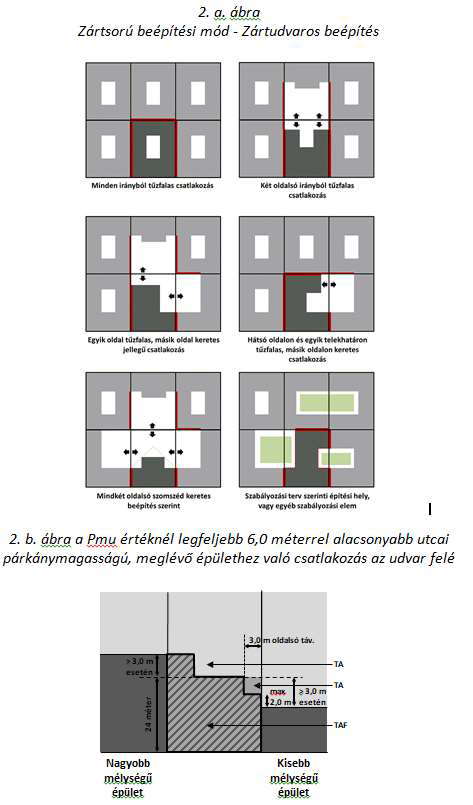 2. a. ábra
Zártsorú beépítési mód - Zártudvaros beépítés
Minden irányból tűzfalas csatlakozás
Két oldalsó irányból tűzfalas
csatlakozás
Egyik oldal tűzfalas, másik oldal keretes
jellegű csatlakozás
Hátsó oldalon és egyik telekhatáron
tűzfalas, másik oldalon keretes
csatlakozás
Mindkét oldalsó szomszéd keretes
beépítés szerint
Szabályozási terv szerinti építési hely,
vagy egyéb szabályozási elem
2. b. ábra a Pmu értéknél legfeljebb 6,0 méterrel alacsonyabb utcai
párkánymagasságú, meglévő épülethez való csatlakozás az udvar felé
3,0 m oldalsó táv.
>3,0 m
esetén
TA
TA
max
2,0 m
≥3,0 m
esetén
24 méter
TAF
Nagyobb
mélységű
épület
Kisebb
mélységű
épület